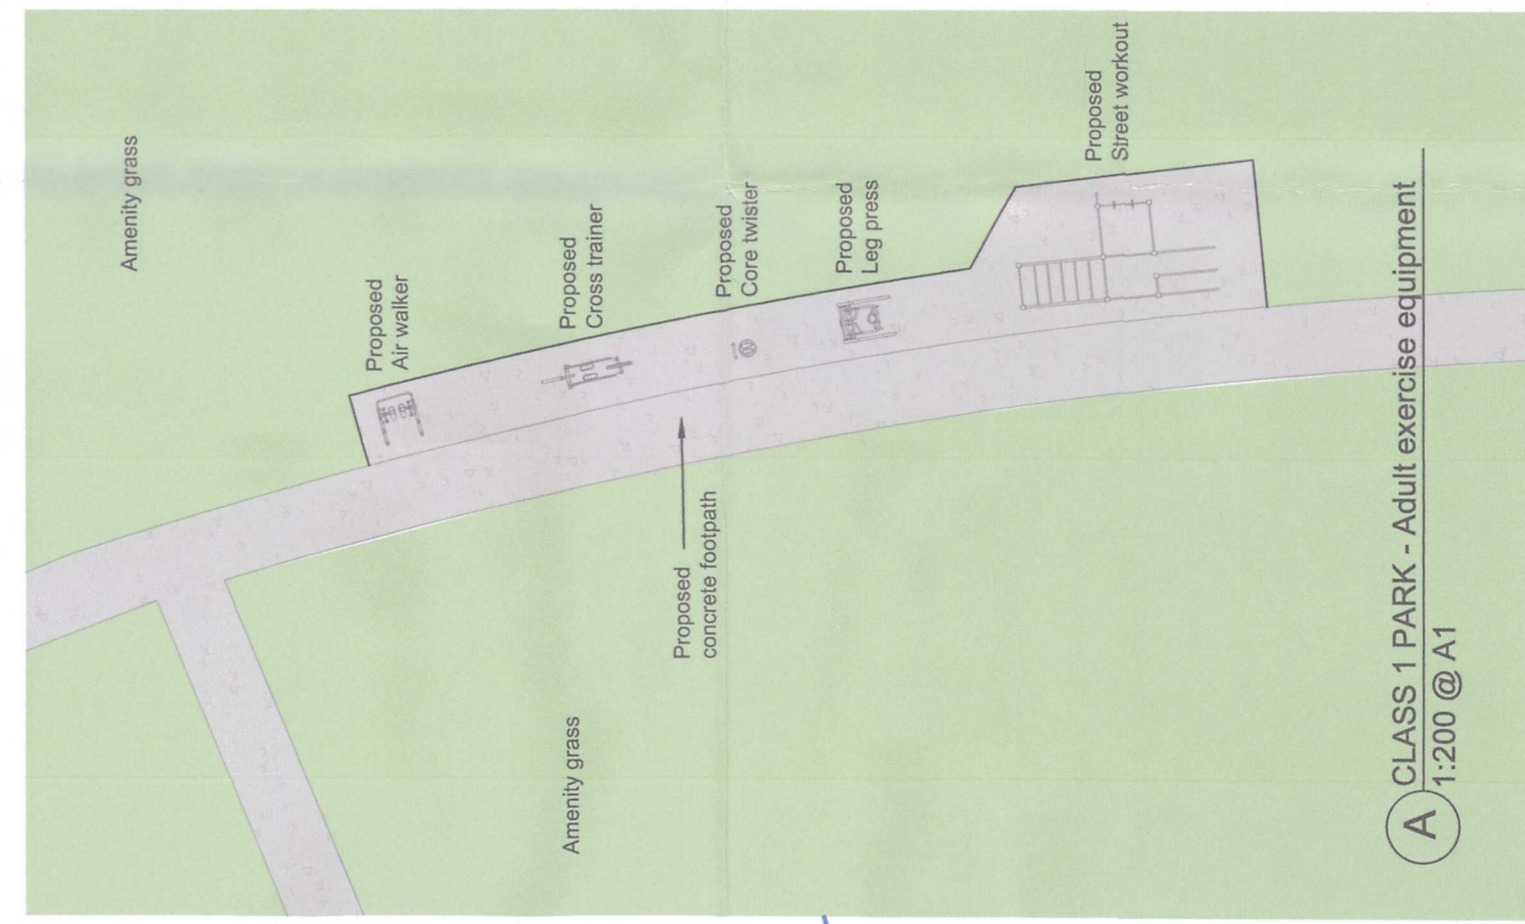 Amenity grass
Proposed
Air walker
Proposed
Cross trainer
Proposed
Core twister
Proposed
Leg press
Proposed
Street workout
Proposed
concrete footpath
Amenity grass
A
CLASS 1 PARK - Adult exercise equipment
1:200 @ A1